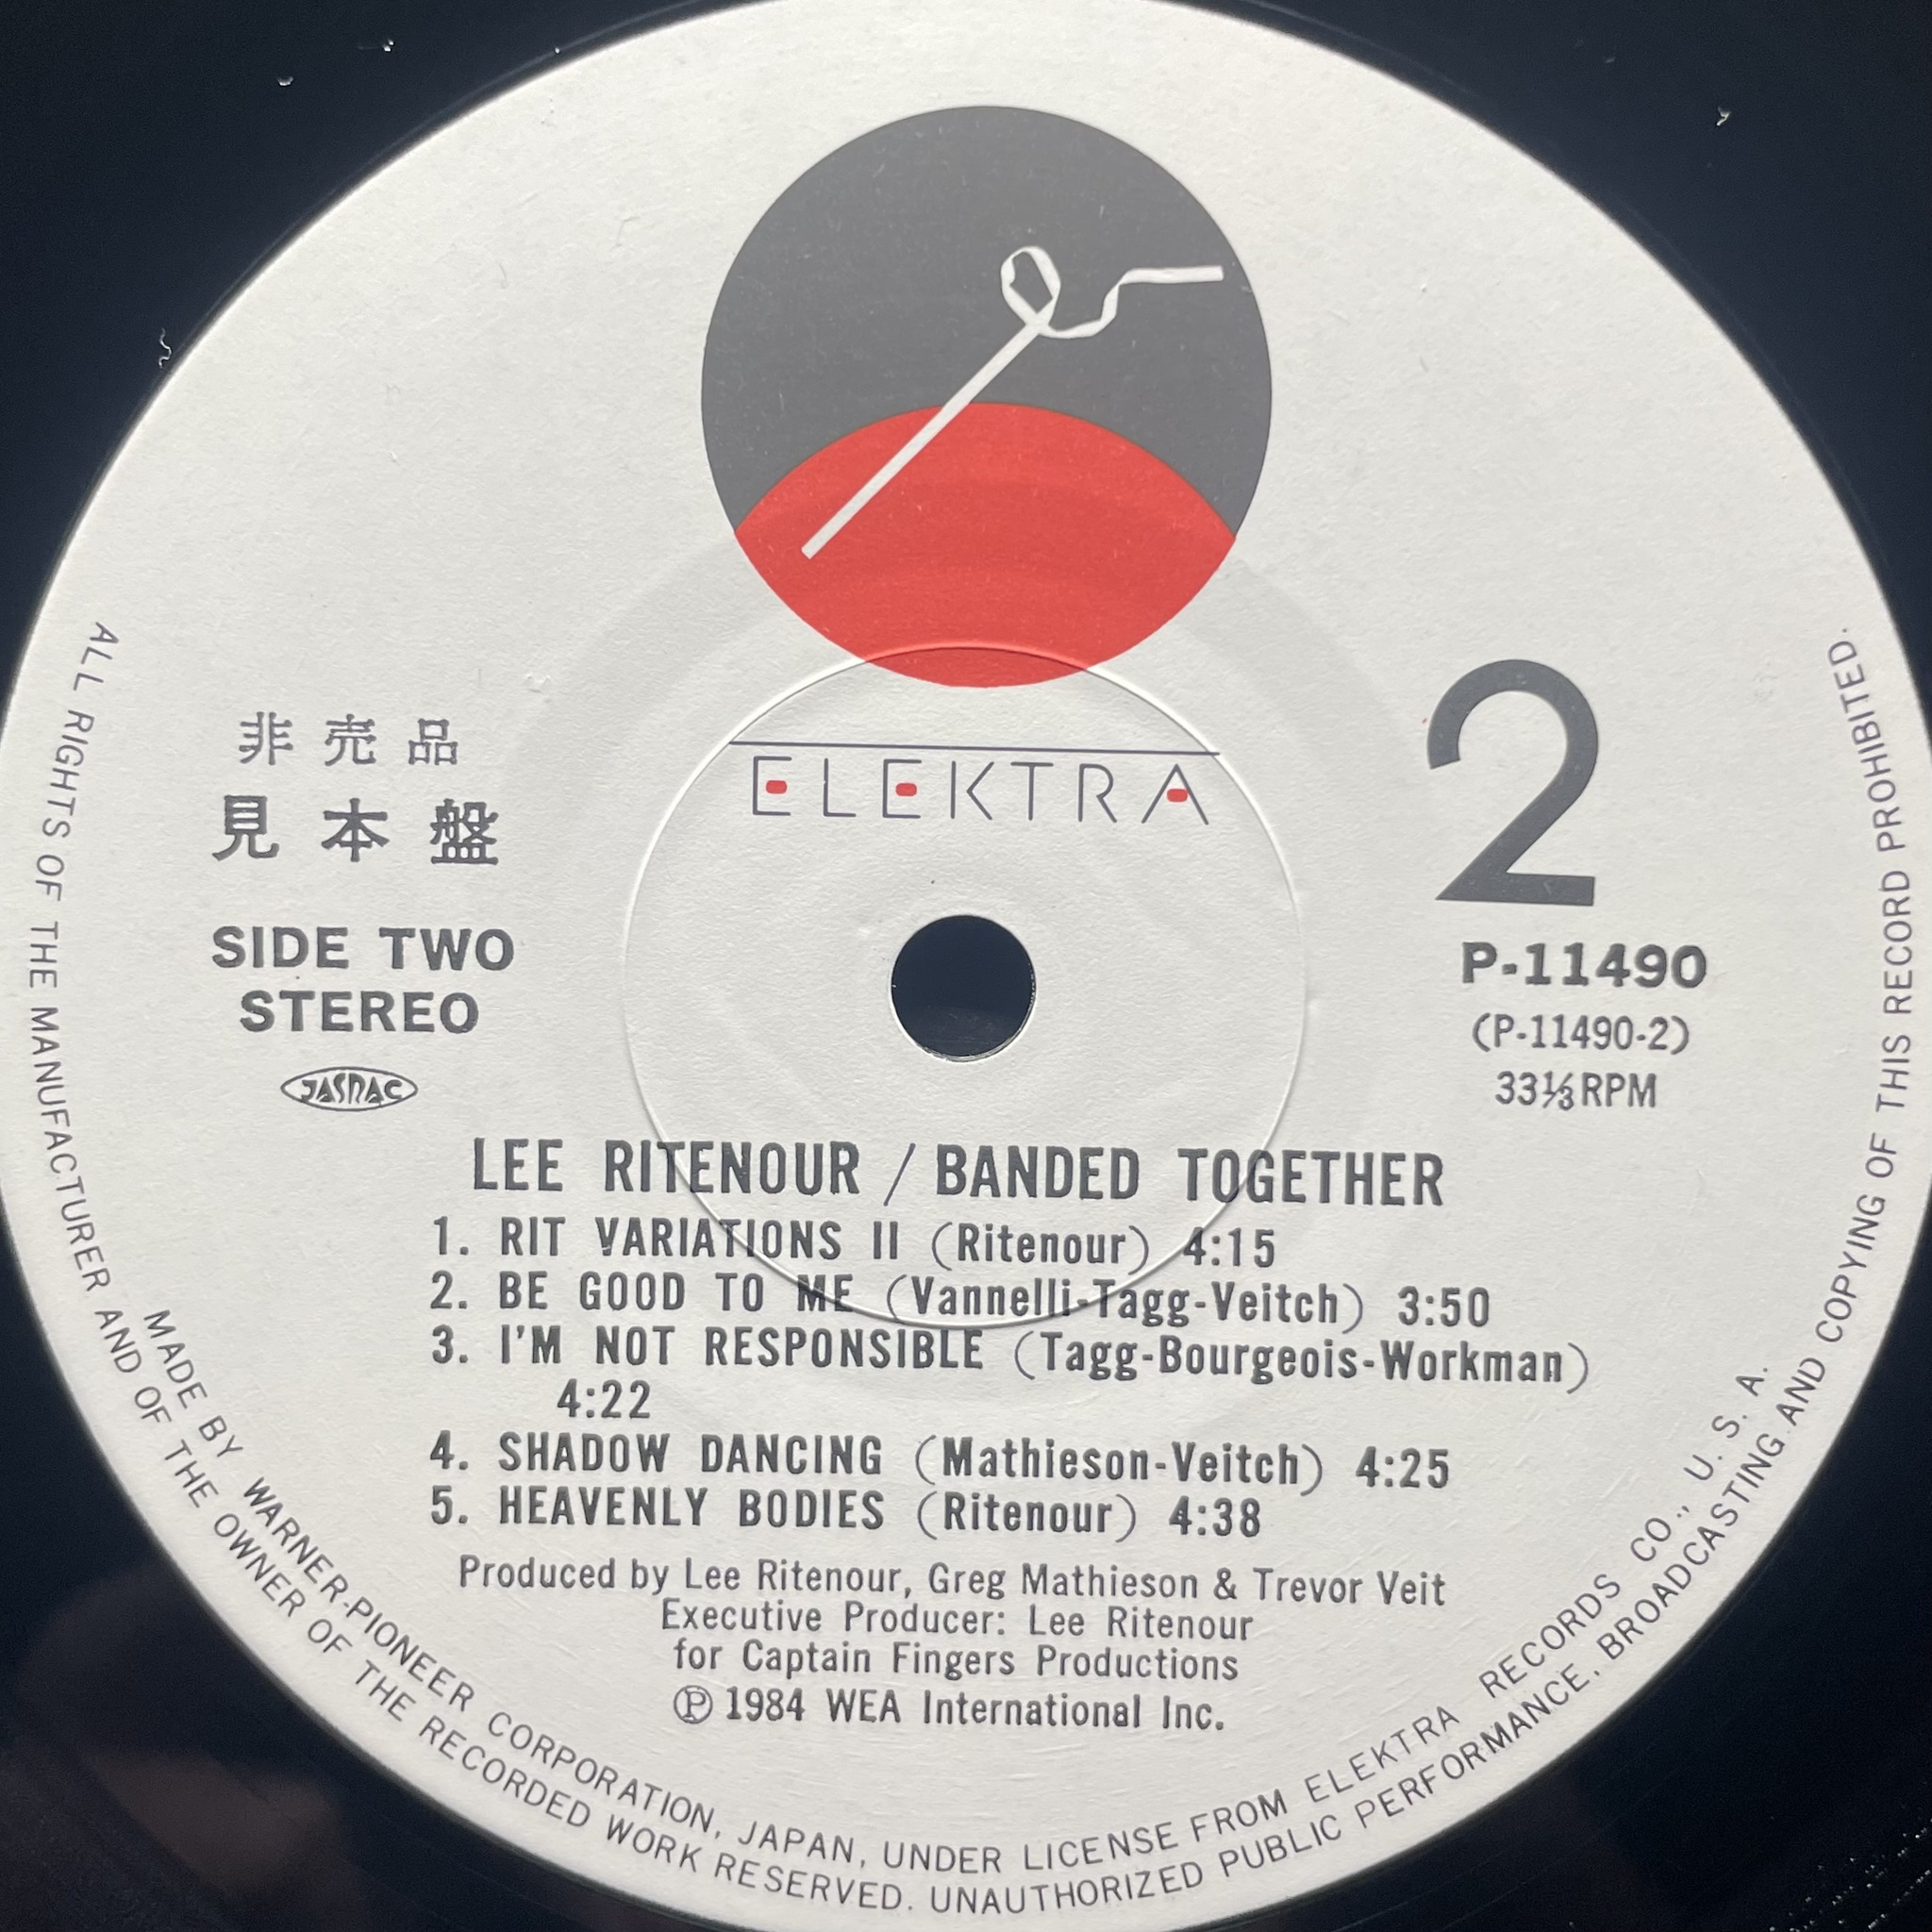 ELEKTRA
2
非売品
見本盤
SIDE TWO
STEREO
JASRAC
P-11490
(P-11490-2)
33⅓RPM
LEE RITENOUR / BANDED TOGETHER
1. RIT VARIATIONS II (Ritenour) 4:15
2. BE GOOD TO ME (Vannelli-Tagg-Veitch) 3:50
3. I'M NOT RESPONSIBLE (Tagg-Bourgeois-Workman)
4:22
4. SHADOW DANCING (Mathieson-Veitch) 4:25
5. HEAVENLY BODIES (Ritenour) 4:38
Produced by Lee Ritenour, Greg Mathieson & Trevor Veit
Executive Producer: Lee Ritenour
for Captain Fingers Productions
℗ 1984 WEA International Inc.
MADE BY WARNER-PIONEER CORPORATION, JAPAN, UNDER LICENSE FROM ELEKTRA RECORDS CO., U. S. A.
ALL RIGHTS OF THE MANUFACTURER AND OF THE OWNER OF THE RECORDED WORK RESERVED. UNAUTHORIZED PUBLIC PERFORMANCE, BROADCASTING AND COPYING OF THIS RECORD PROHIBITED.